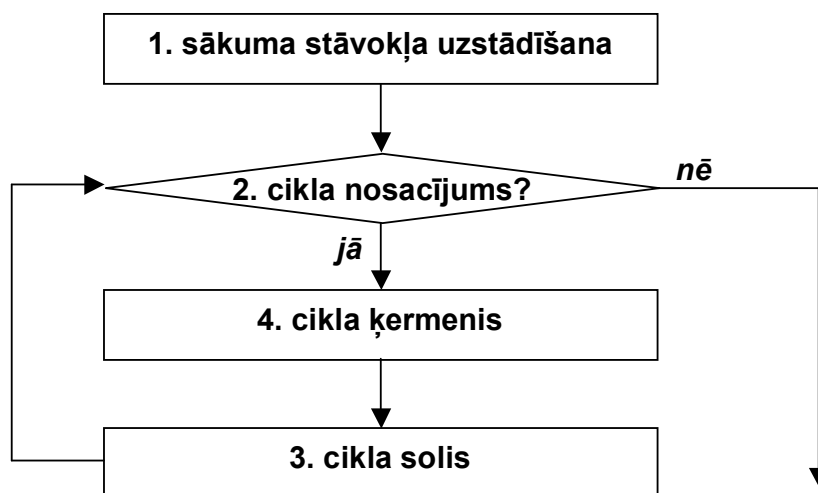 1. sākuma stāvokļa uzstādīšana
2. cikla nosacījums?
nē
jā
4. cikla ķermenis
3. cikla solis